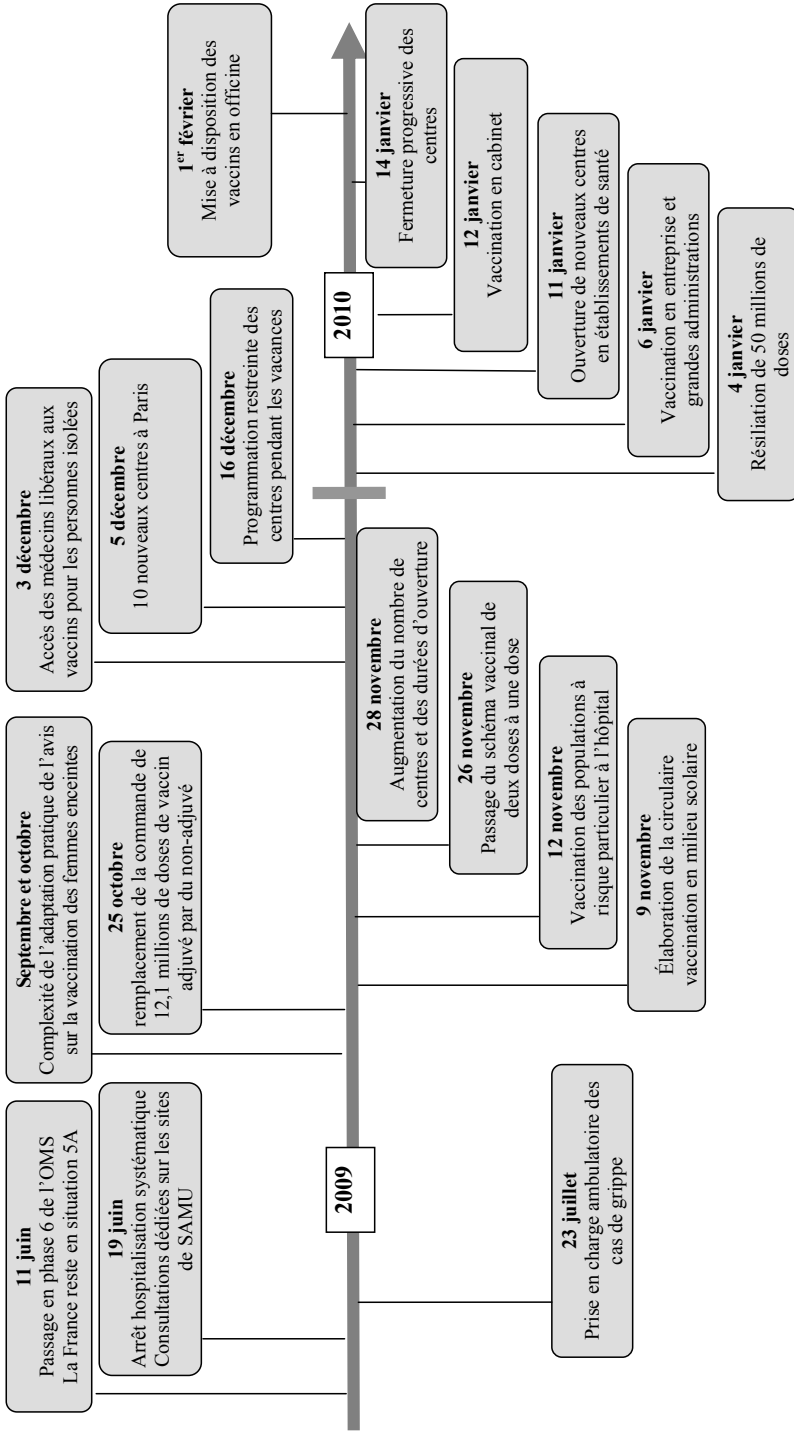 11 juin
Passage en phase 6 de l’OMS
La France reste en situation 5A
19 juin
Arrêt hospitalisation systématique
Consultations dédiées sur les sites
de SAMU
2009
23 juillet
Prise en charge ambulatoire des
cas de grippe
Septembre et octobre
Complexité de l’adaptation pratique de l’avis
sur la vaccination des femmes enceintes
25 octobre
remplacement de la commande de
12,1 millions de doses de vaccin
adjuvé par du non-adjuvé
9 novembre
Élaboration de la circulaire
vaccination en milieu scolaire
12 novembre
Vaccination des populations à
risque particulier à l’hôpital
26 novembre
Passage du schéma vaccinal de
deux doses à une dose
28 novembre
Augmentation du nombre de
centres et des durées d’ouverture
3 décembre
Accès des médecins libéraux aux
vaccins pour les personnes isolées
5 décembre
10 nouveaux centres à Paris
16 décembre
Programmation restreinte des
centres pendant les vacances
2010
4 janvier
Résiliation de 50 millions de
doses
6 janvier
Vaccination en entreprise et
grandes administrations
11 janvier
Ouverture de nouveaux centres
en établissements de santé
12 janvier
Vaccination en cabinet
14 janvier
Fermeture progressive des
centres
1er février
Mise à disposition des
vaccins en officine